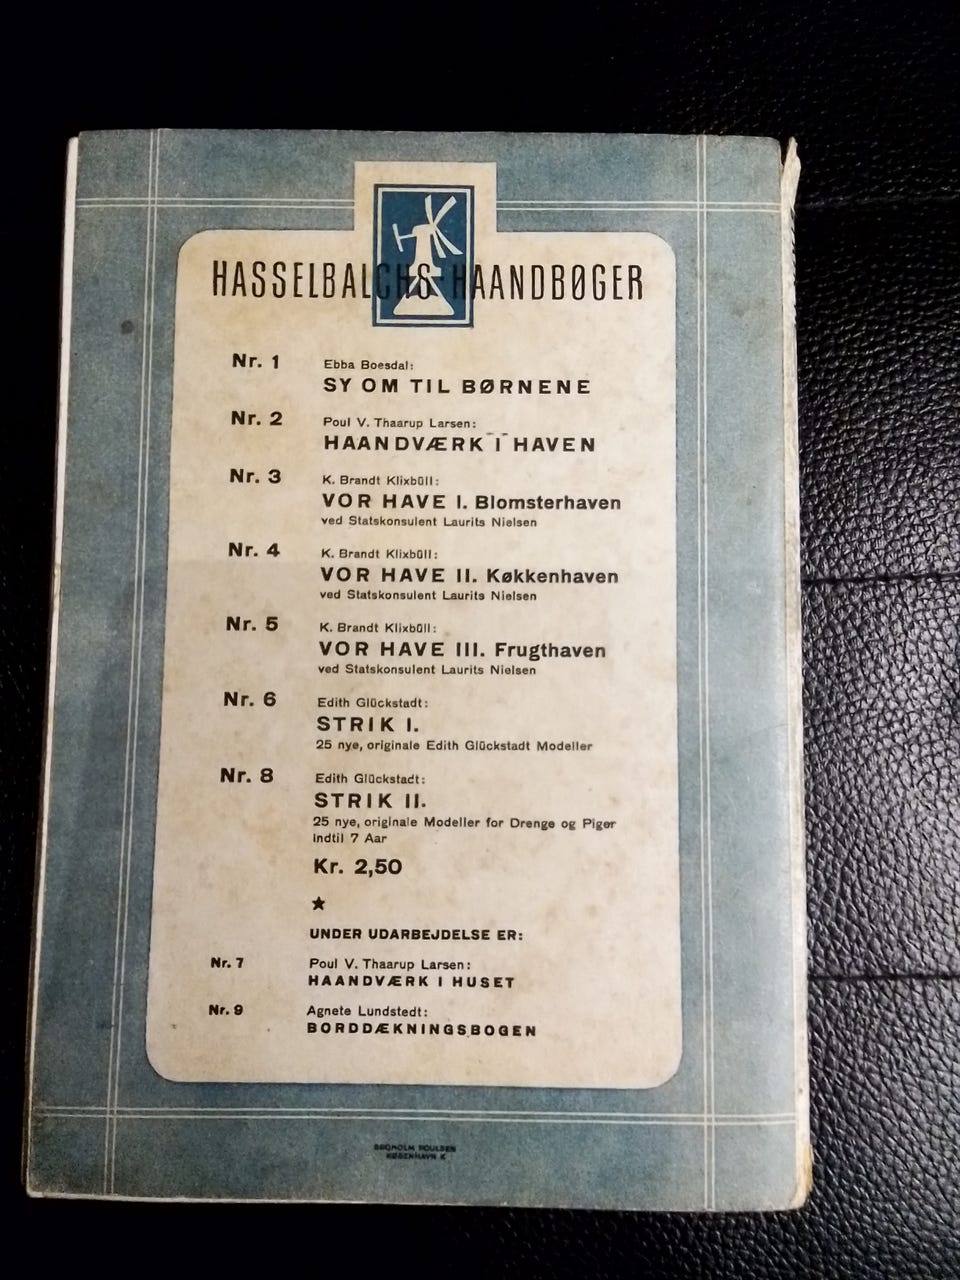 HASSELBALCHS HAANDBØGER
Nr. 1 Ebba Boesdal:
SY OM TIL BØRNENE
Nr. 2 Poul V. Thaarup Larsen:
HAANDVÆRK I HAVEN
Nr. 3 K. Brandt Klixbüll:
VOR HAVE I. Blomsterhaven
ved Statskonsulent Laurits Nielsen
Nr. 4 K. Brandt Klixbüll:
VOR HAVE II. Køkkenhaven
ved Statskonsulent Laurits Nielsen
Nr. 5 K. Brandt Klixbüll:
VOR HAVE III. Frugthaven
ved Statskonsulent Laurits Nielsen
Nr. 6 Edith Glückstadt:
STRIK I.
25 nye, originale Edith Glückstadt Modeller
Nr. 8 Edith Glückstadt:
STRIK II.
25 nye, originale Modeller for Drenge og Piger
indtil 7 Aar
Kr. 2,50
UNDER UDARBEJDELSE ER:
Nr. 7 Poul V. Thaarup Larsen:
HAANDVÆRK I HUSET
Nr. 9 Agnete Lundstedt:
BORDDÆKNINGSBOGEN
POULSEN
KØBENHAVN K